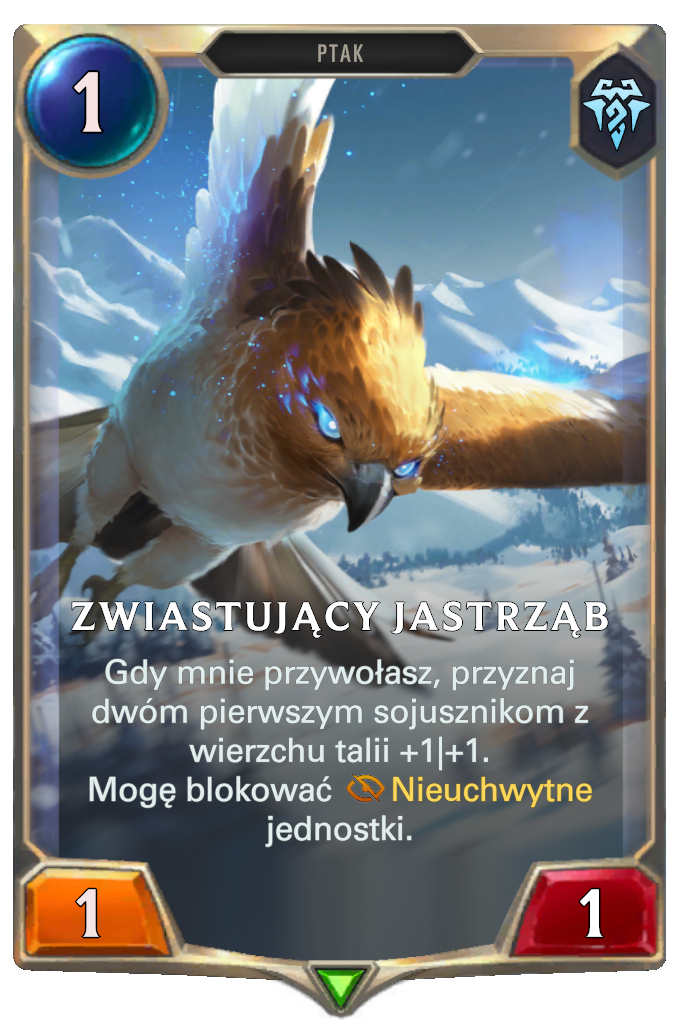 1
PTAK
ZWIASTUJĄCY JASTRZĄB
Gdy mnie przywołasz, przyznaj
dwóm pierwszym sojusznikom z
wierzchu talii +1|+1.
Mogę blokować Nieuchwytne
jednostki.
1
1